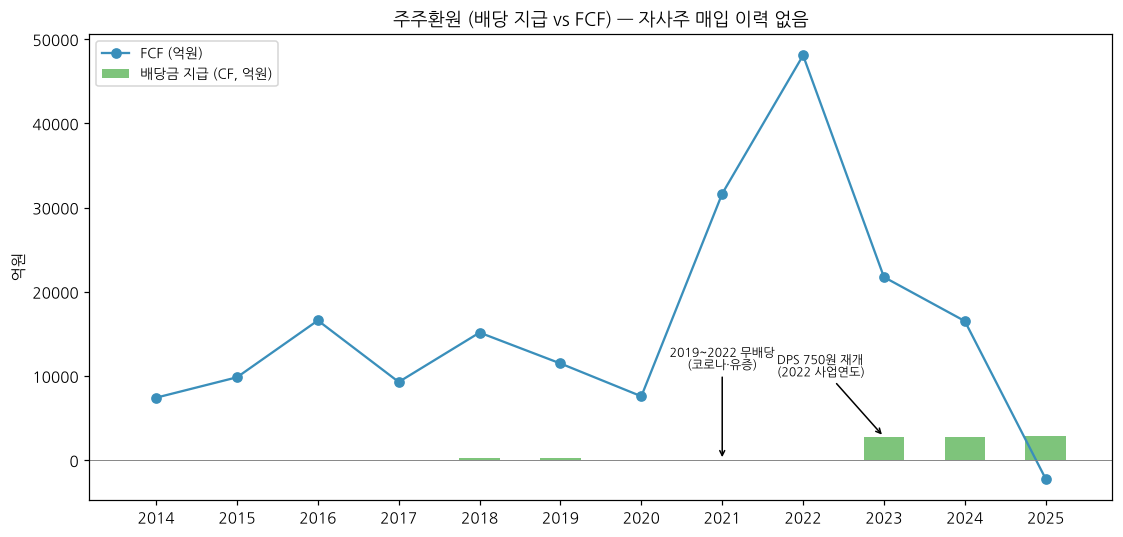 주주환원 (배당 지급 vs FCF) — 자사주 매입 이력 없음
FCF (억원)
배당금 지급 (CF, 억원)
억원
50000
40000
30000
20000
10000
0
2019~2022 무배당
(코로나·유증)
DPS 750원 재개
(2022 사업연도)
2014 2015 2016 2017 2018 2019 2020 2021 2022 2023 2024 2025